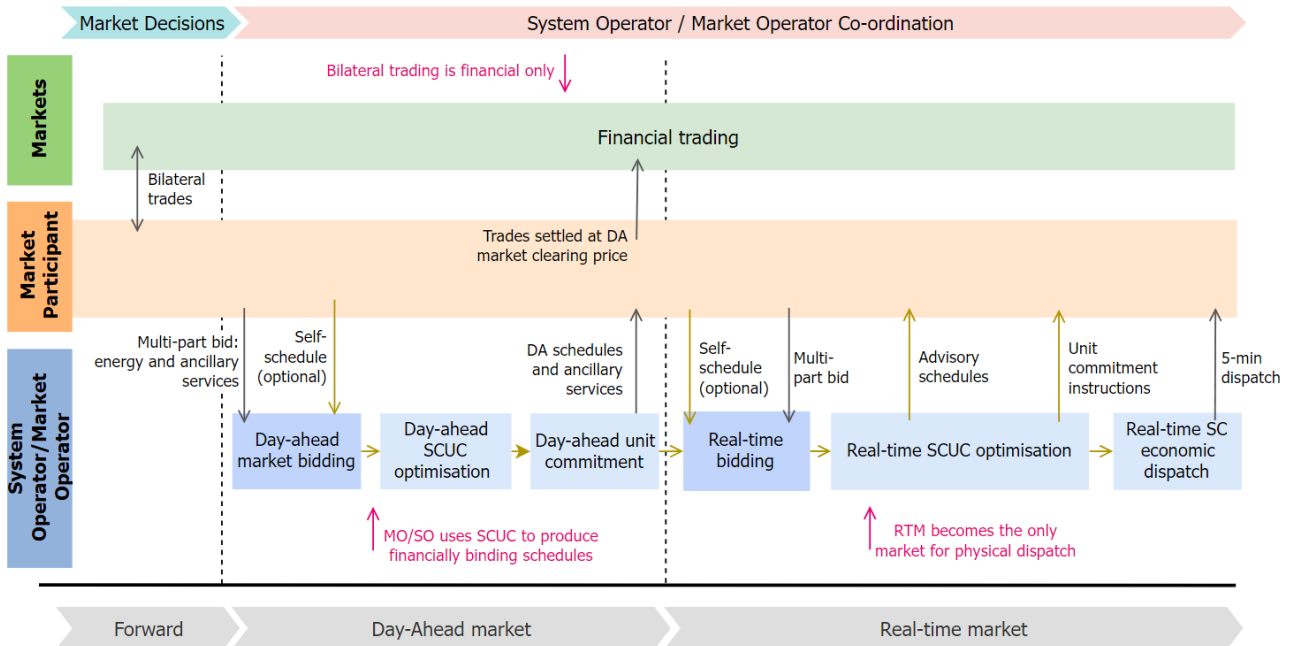 Market Decisions
System Operator / Market Operator Co-ordination
Bilateral trading is financial only
Markets
Financial trading
Bilateral
trades
Market
Participant
Trades settled at DA
market clearing price
Multi-part bid:
energy and ancillary
services
Self-
schedule
(optional)
DA schedules
and ancillary
services
Self-
schedule
(optional)
Multi-
part bid
Advisory
schedules
Unit
commitment
instructions
5-min
dispatch
System
Operator/Market
Operator
Day-ahead
market bidding
Day-ahead
SCUC
optimisation
Day-ahead unit
commitment
Real-time
bidding
Real-time SCUC optimisation
Real-time SC
economic
dispatch
MO/SO uses SCUC to produce
financially binding schedules
RTM becomes the only
market for physical dispatch
Forward
Day-Ahead market
Real-time market